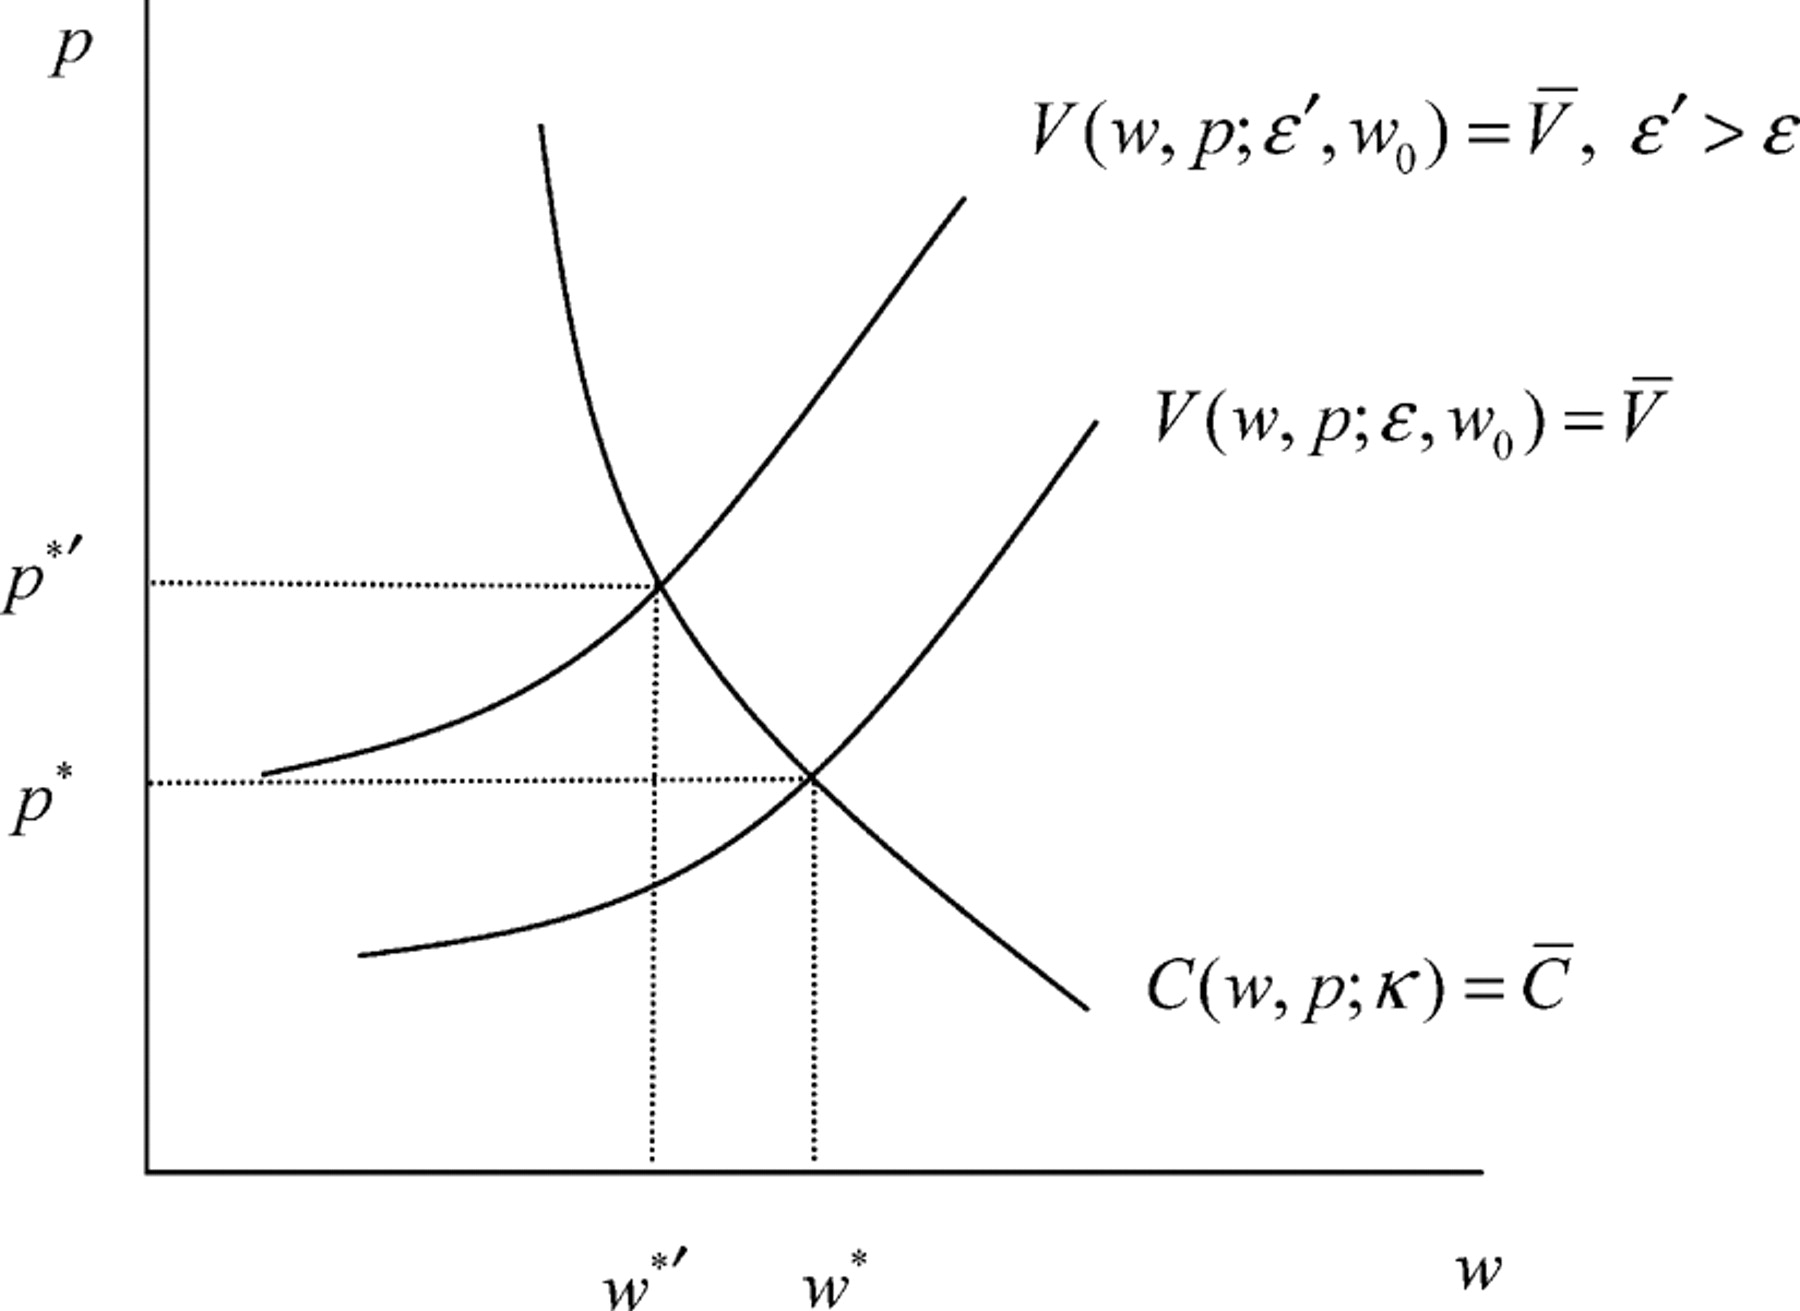 p
V(w, p; ε′, w₀) = V̅, ε′ > ε
V(w, p; ε, w₀) = V̅
p*′
p*
C(w, p; κ) = C̅
w*′
w*
w